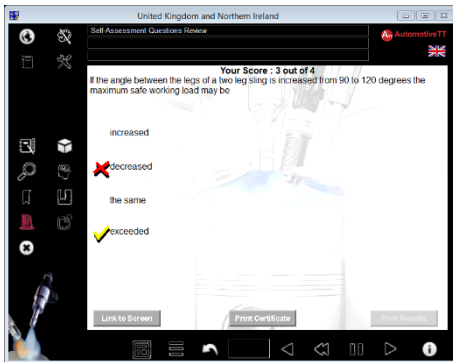 United Kingdom and Northern Ireland
Self-Assessment Questions Review
AutomotiveTT
Your Score : 3 out of 4
If the angle between the legs of a two leg sling is increased from 90 to 120 degrees the
maximum safe working load may be
increased
decreased
the same
exceeded
Link to Screen
Print Certificate
Print Results